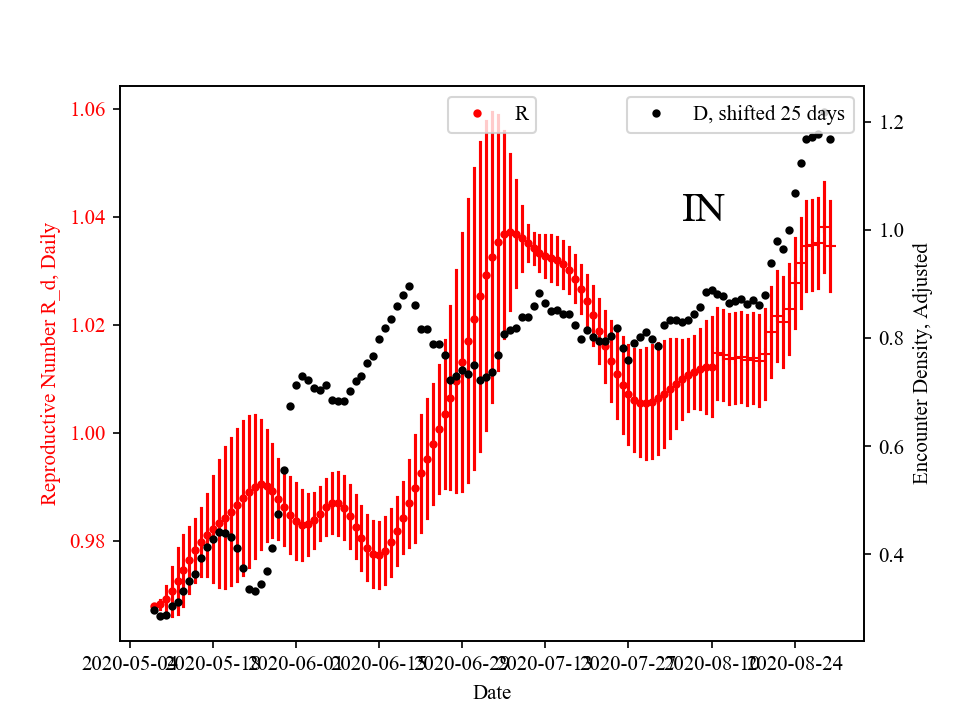 R
D, shifted 25 days
IN
1.06
1.04
1.02
1.00
0.98
1.2
1.0
0.8
0.6
0.4
Reproductive Number R_d, Daily
Encounter Density, Adjusted
2020-05-04 2020-05-18 2020-06-01 2020-06-15 2020-06-29 2020-07-13 2020-07-27 2020-08-10 2020-08-24
Date